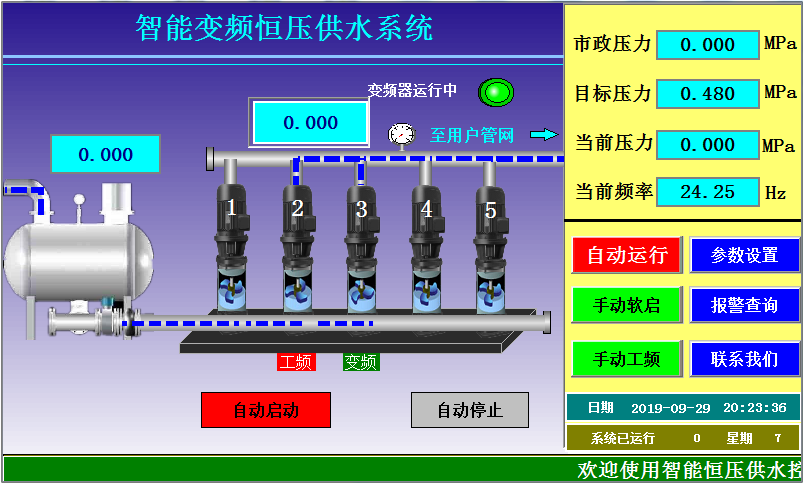 智能变频恒压供水系统
市政压力 0.000 MPa
目标压力 0.480 MPa
当前压力 0.000 MPa
当前频率 24.25 Hz
变频器运行中
0.000
至用户管网
0.000
1 2 3 4 5
工频 变频
自动启动 自动停止
自动运行 参数设置
手动软启 报警查询
手动工频 联系我们
日期 2019-09-29 20:23:36
系统已运行 0 星期 7
欢迎使用智能恒压供水控